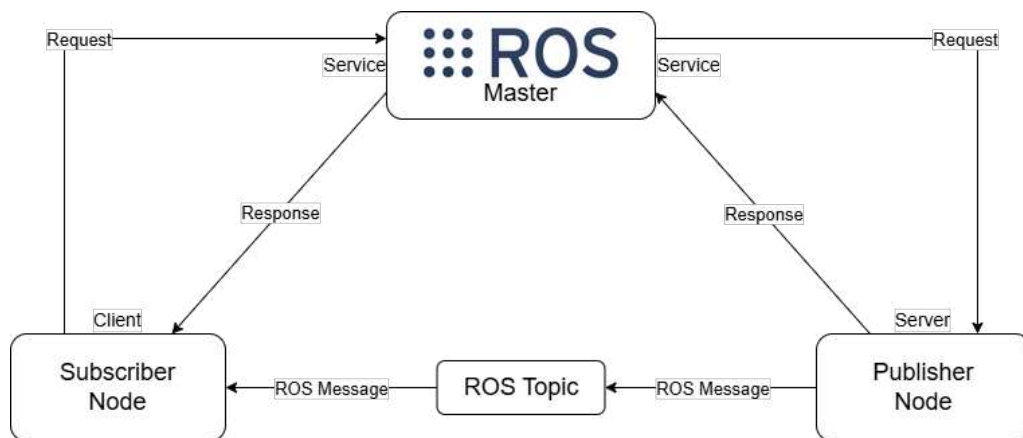 Request
ROS
Request
Service
Service
Master
Response
Response
Client
Server
Subscriber
Node
ROS Message
ROS Topic
ROS Message
Publisher
Node